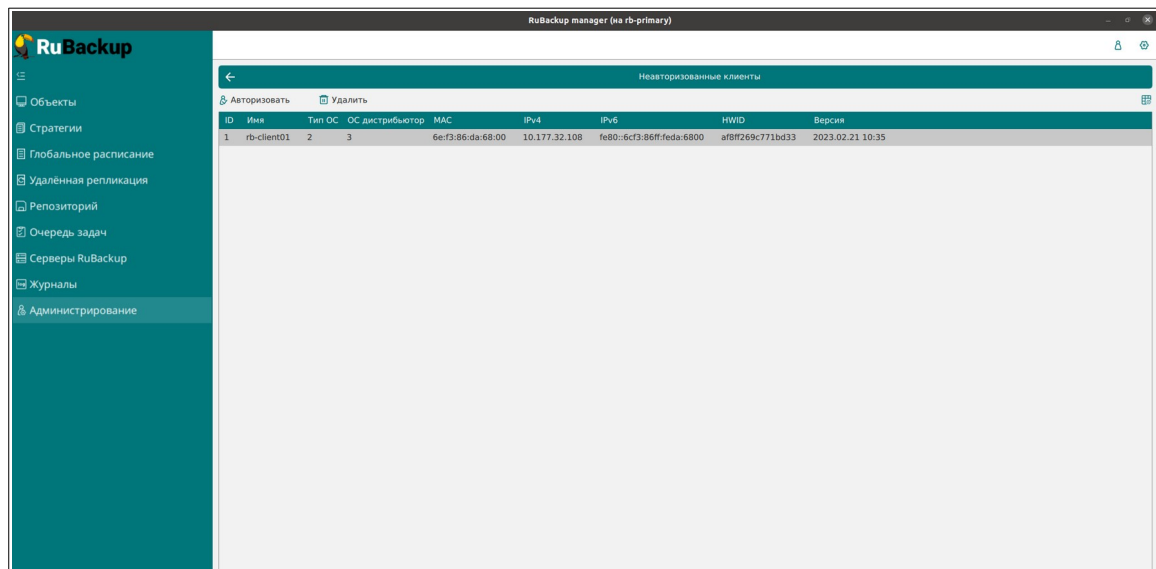 RuBackup manager (на rb-primary)
RuBackup
Объекты
Стратегии
Глобальное расписание
Удалённая репликация
Репозиторий
Очередь задач
Серверы RuBackup
Журналы
Администрирование
Неавторизованные клиенты
Авторизовать Удалить
ID Имя Тип ОС ОС дистрибьютор MAC IPv4 IPv6 HWID Версия
1 rb-client01 2 3 6e:f3:86:da:68:00 10.177.32.108 fe80::6cf3:86ff:feda:6800 af8ff269c771bd33 2023.02.21 10:35